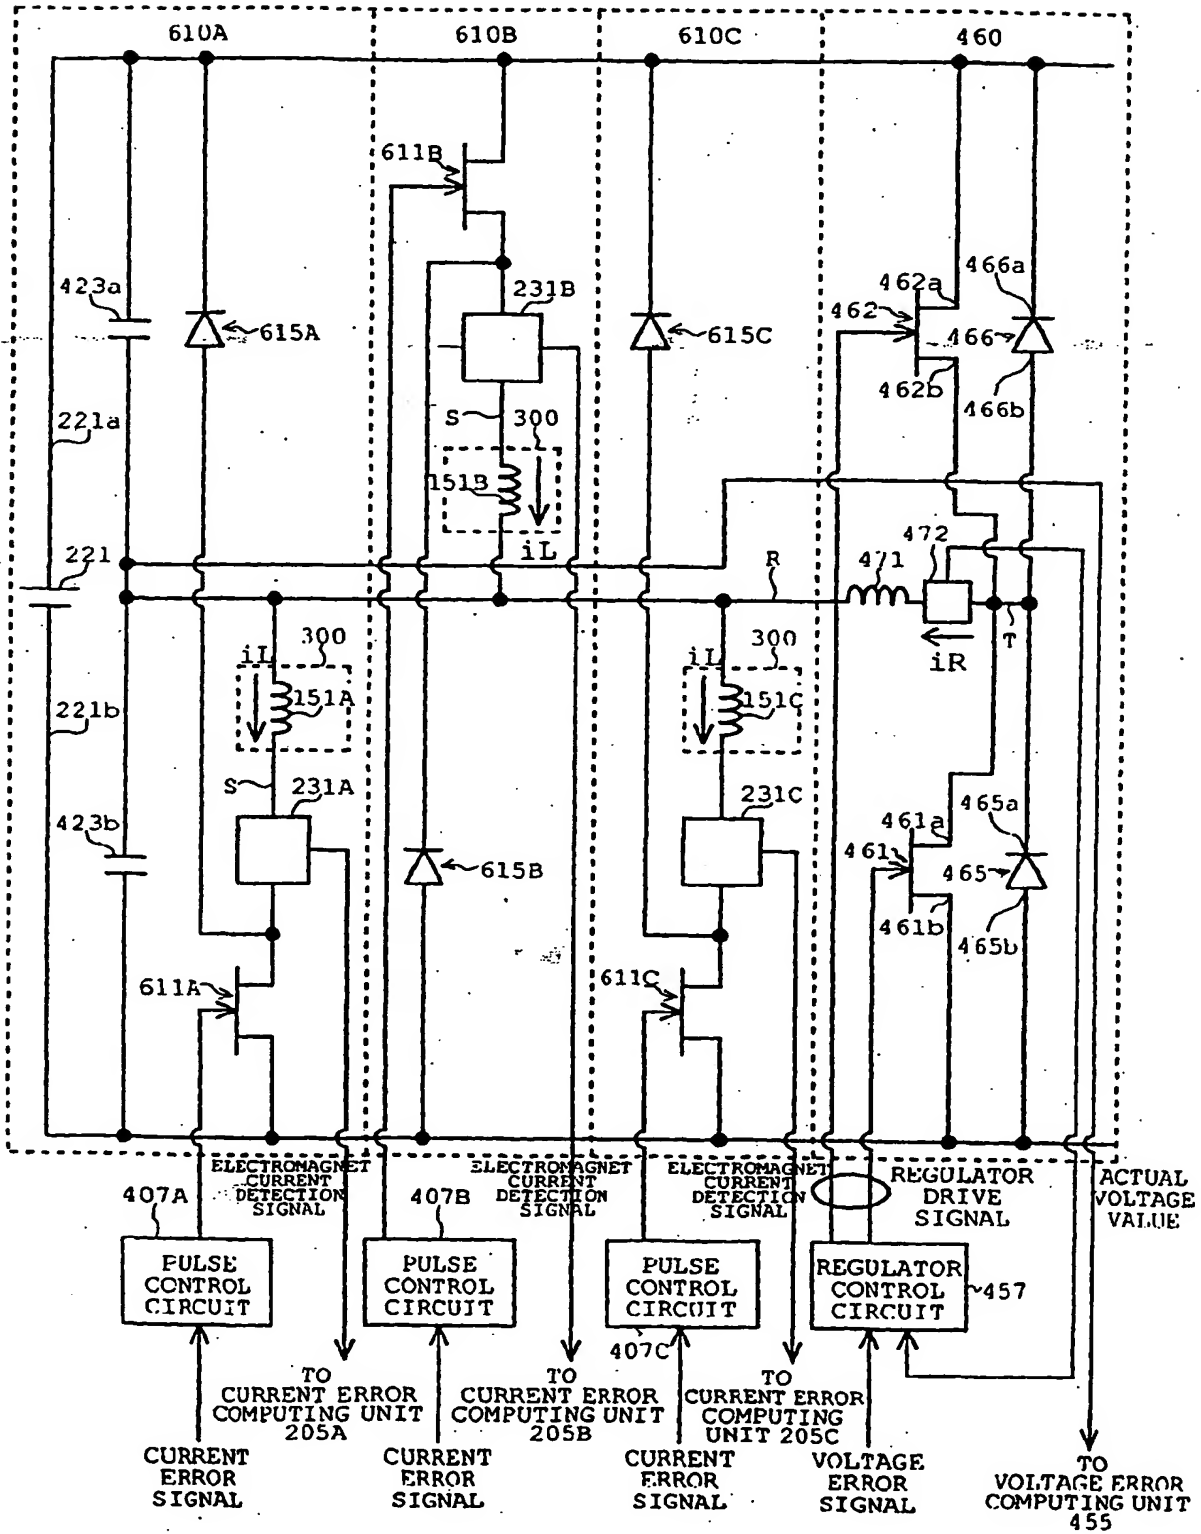 610A 610B 610C 460
611B
423a
231B
462a 466a
462
615A
615C
466
462b
466b
221a
S 300
151B
iL
221
R 471 472
T
iR
300
iL
151A
300
iL
151C
221b
S 231A
231C
423b
461a 465a
461
615B
465
461b
465b
611A
611C
ELECTROMAGNET
CURRENT
DETECTION
SIGNAL
ELECTROMAGNET
CURRENT
DETECTION
SIGNAL
ELECTROMAGNET
CURRENT
DETECTION
SIGNAL
REGULATOR
DRIVE
SIGNAL
ACTUAL
VOLTAGE
VALUE
407A
407B
PULSE
CONTROL
CIRCUIT
PULSE
CONTROL
CIRCUIT
PULSE
CONTROL
CIRCUIT
407C
REGULATOR
CONTROL
CIRCUIT
457
TO
CURRENT ERROR
COMPUTING UNIT
205A
TO
CURRENT ERROR
COMPUTING UNIT
205B
TO
CURRENT ERROR
COMPUTING
UNIT 205C
CURRENT
ERROR
SIGNAL
CURRENT
ERROR
SIGNAL
CURRENT
ERROR
SIGNAL
VOLTAGE
ERROR
SIGNAL
TO
VOLTAGE ERROR
COMPUTING UNIT
455